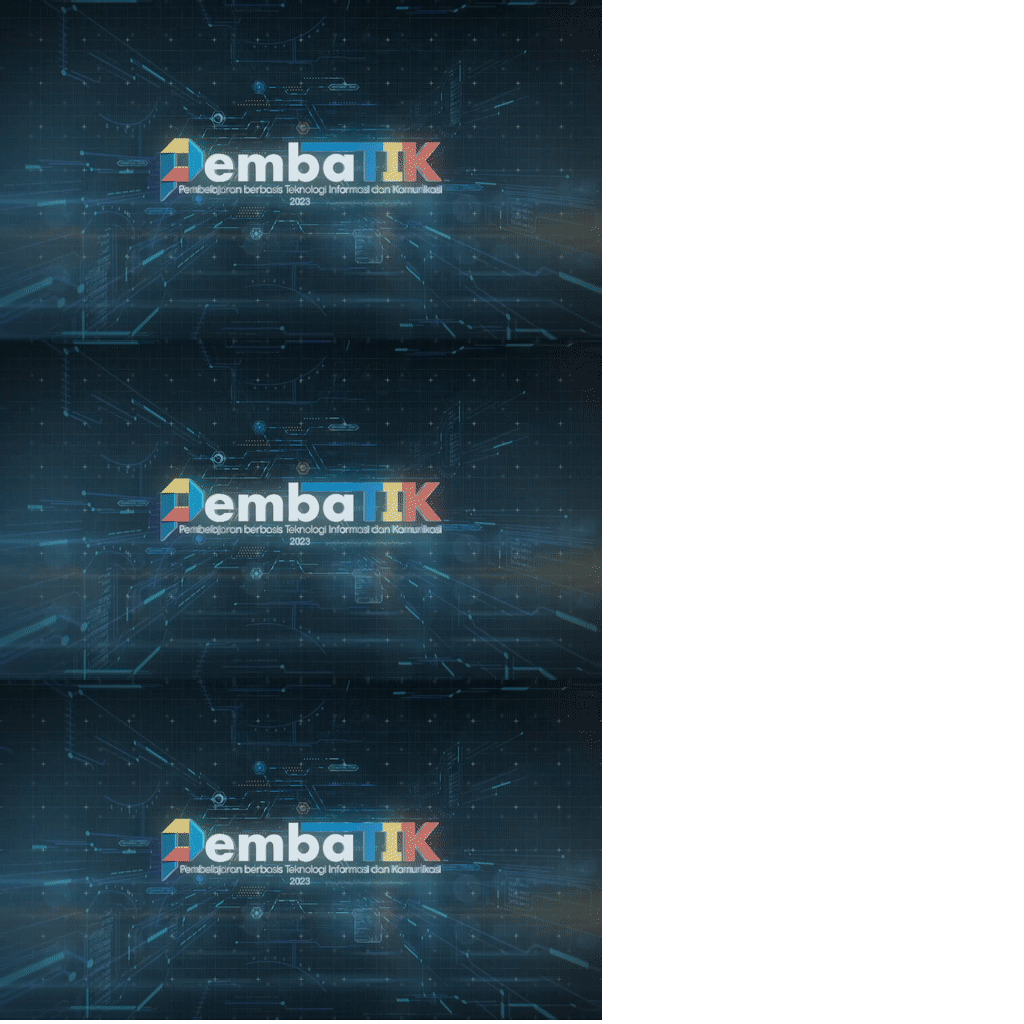 PembaTIK
Pembelajaran berbasis Teknologi Informasi dan Komunikasi
2023
PembaTIK
Pembelajaran berbasis Teknologi Informasi dan Komunikasi
2023
PembaTIK
Pembelajaran berbasis Teknologi Informasi dan Komunikasi
2023